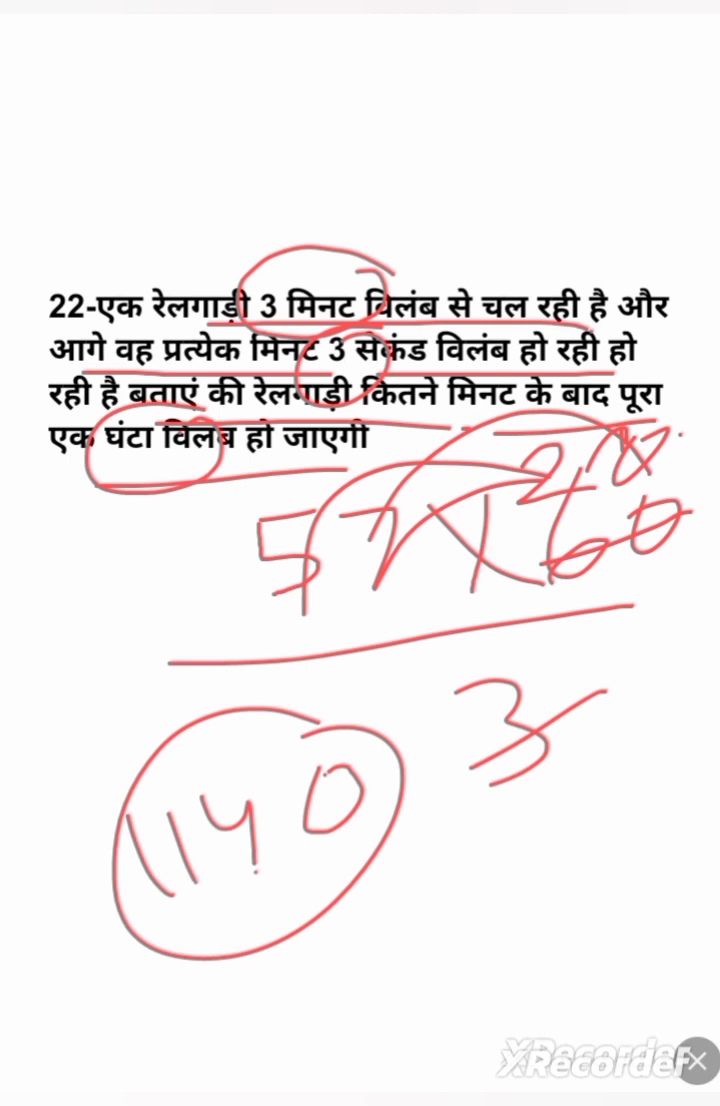 22-एक रेलगाड़ी 3 मिनट विलंब से चल रही है और
आगे वह प्रत्येक मिनट 3 सेकंड विलंब हो रही हो
रही है बताएं की रेलगाड़ी कितने मिनट के बाद पूरा
एक घंटा विलंब हो जाएगी
20
57 X 60
3
1140
XRecorder